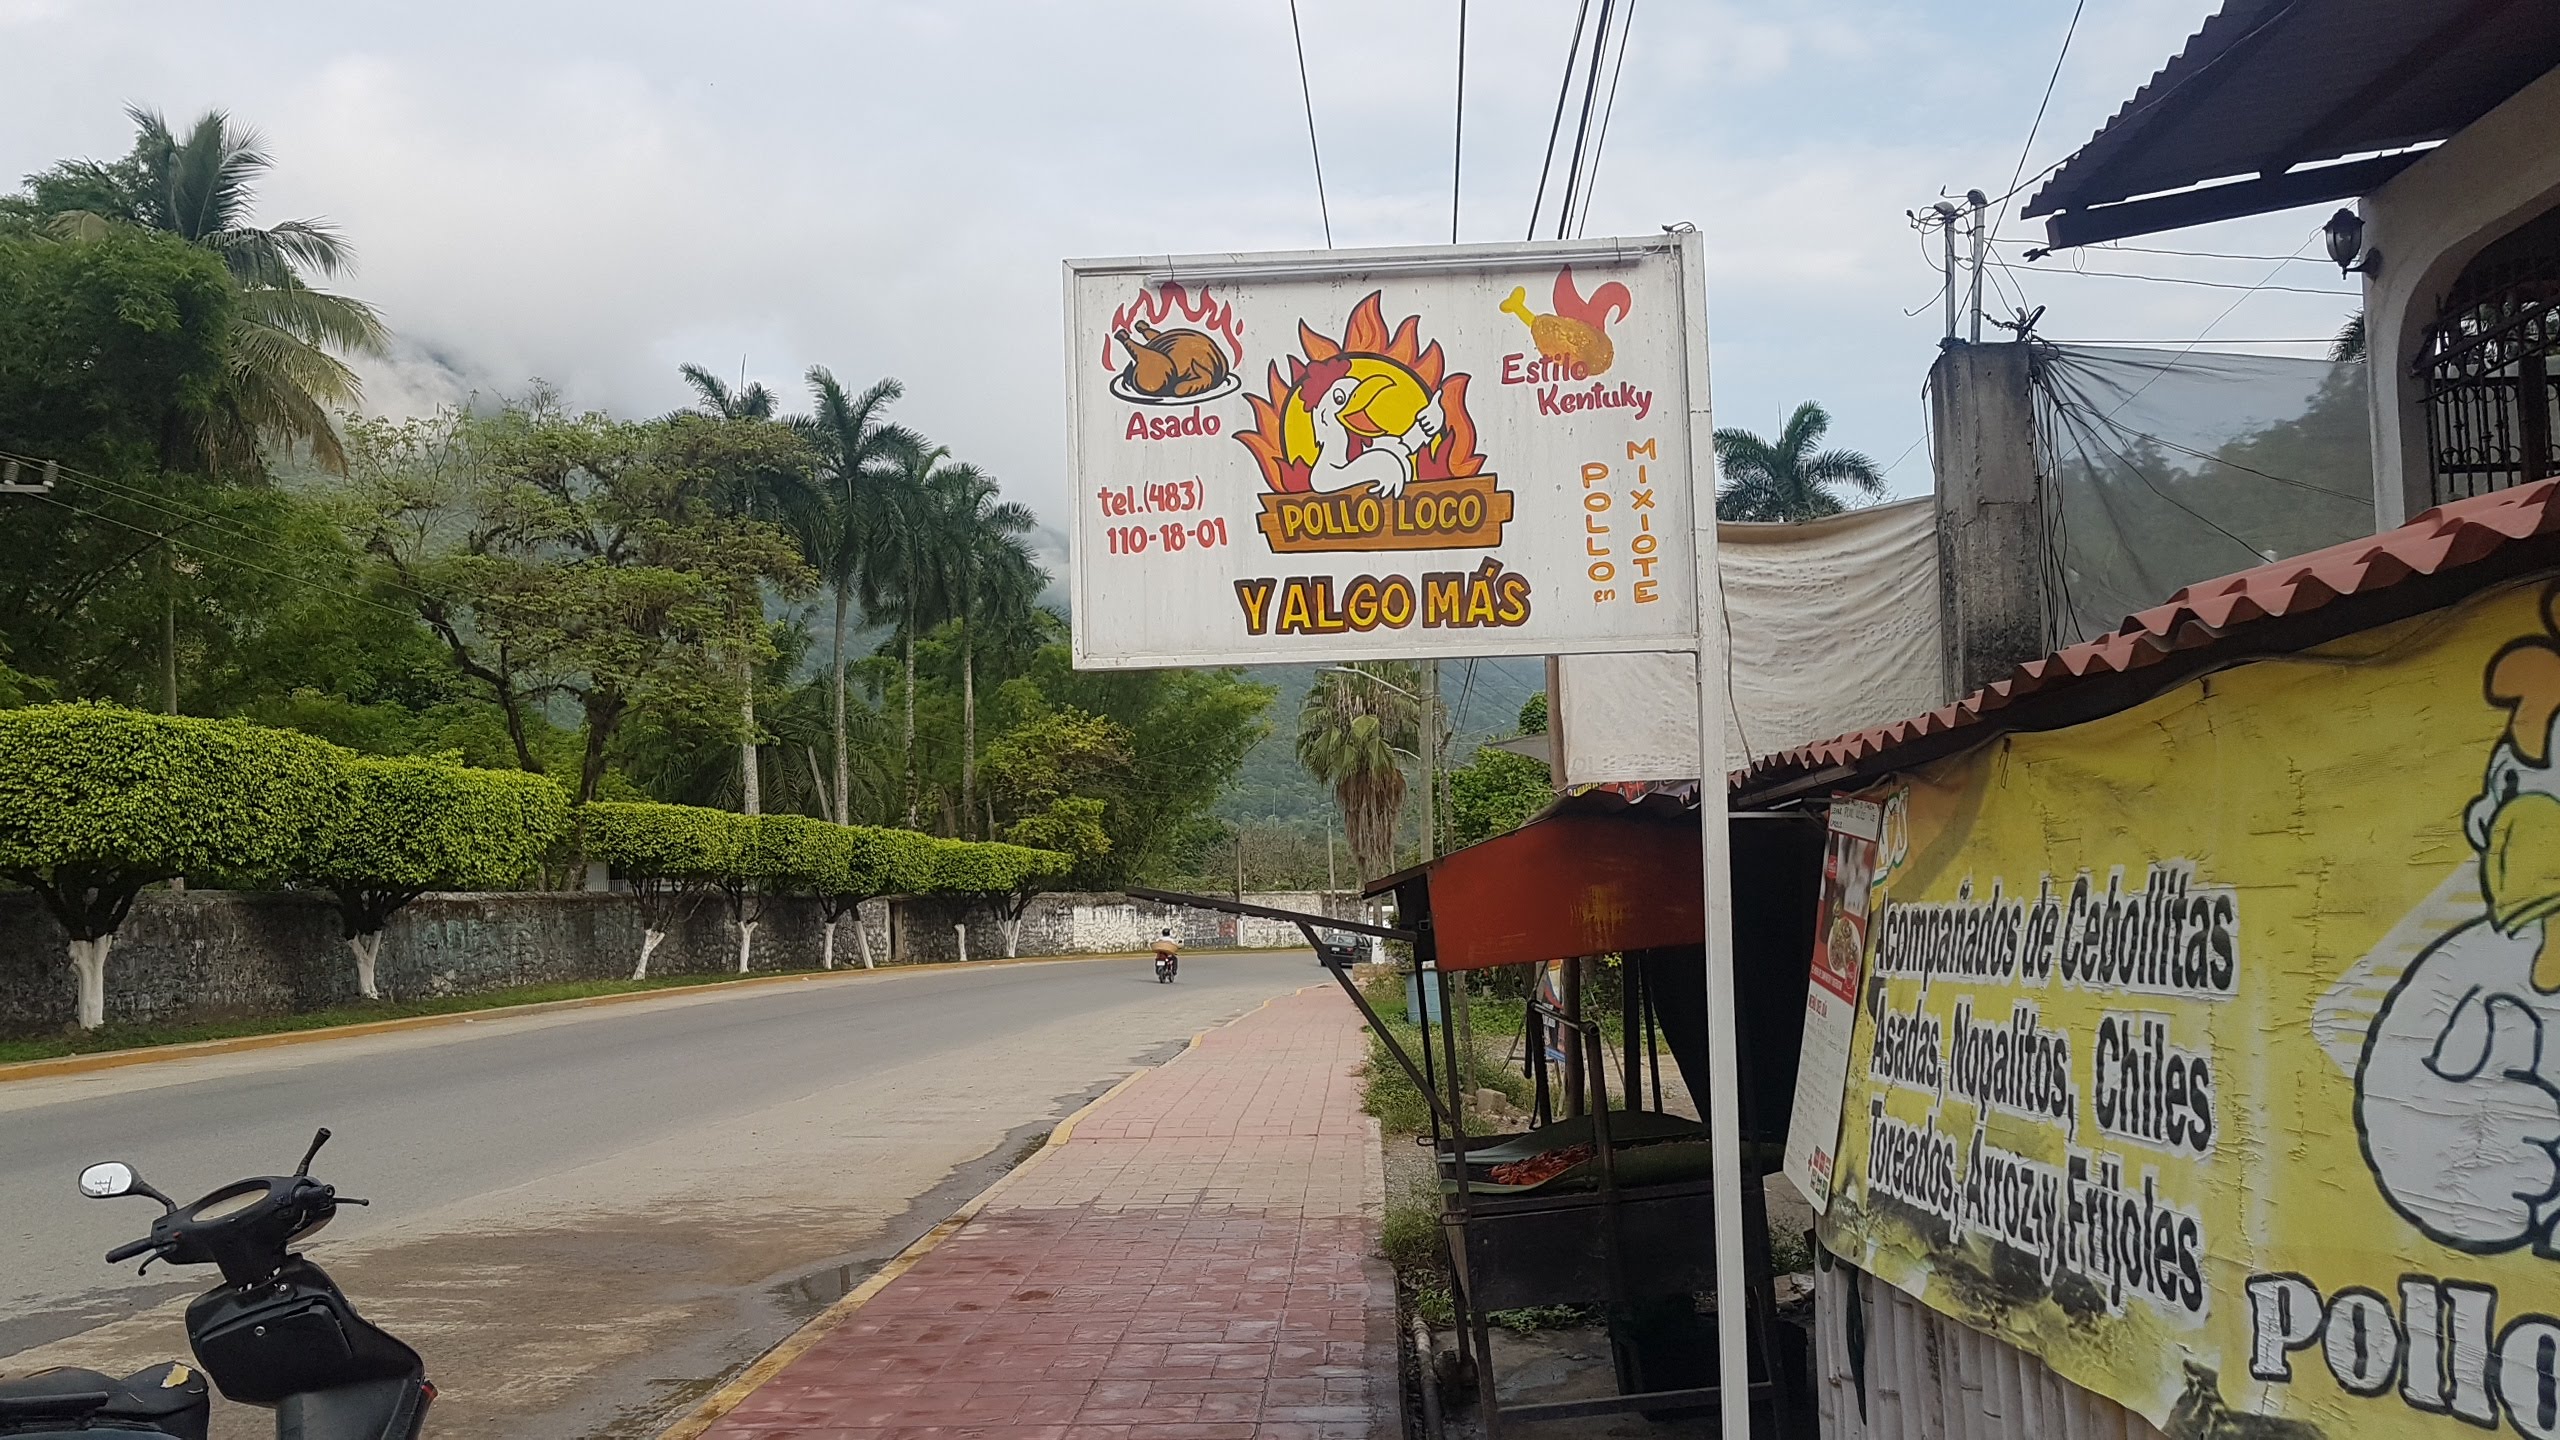 Asado
Estilo
Kentuky
tel.(483)
110-18-01
POLLO LOCO
Y ALGO MÁS
POLLO en
MIXIOTE
Acompañados de Cebollitas
Asadas, Nopalitos, Chiles
Toreados, Arroz y Frijoles
Pollo